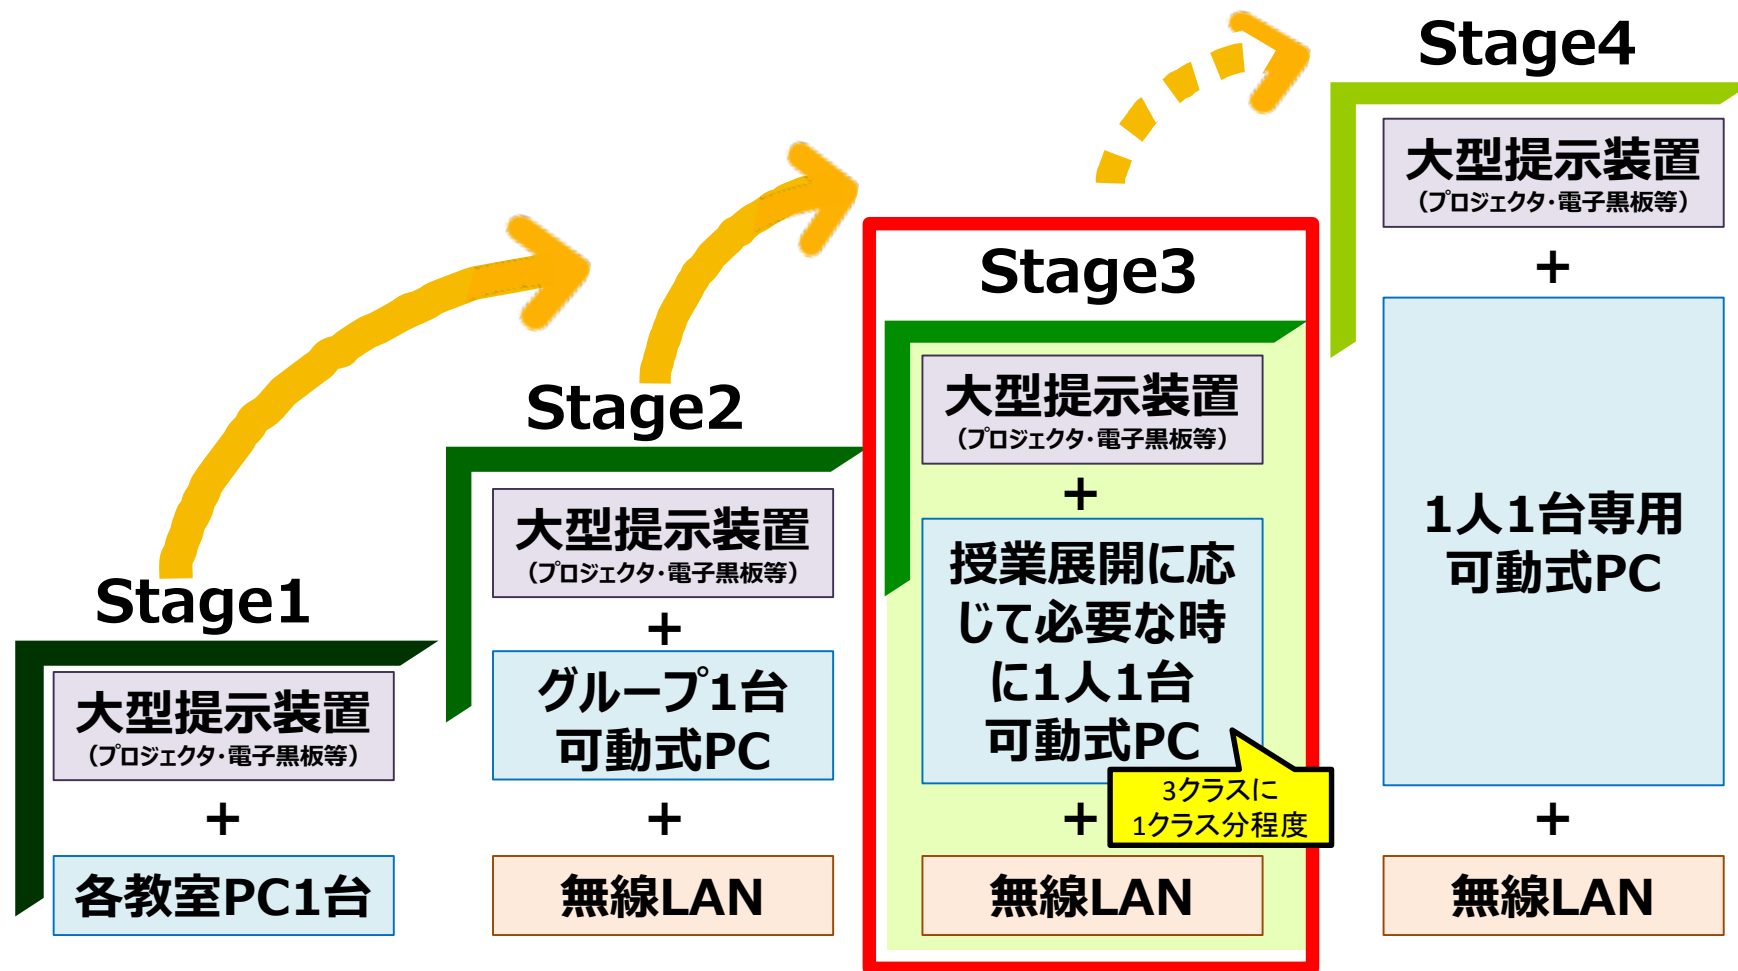 Stage1
大型提示装置
（プロジェクタ・電子黒板等）
+
各教室PC1台
Stage2
大型提示装置
（プロジェクタ・電子黒板等）
+
グループ1台
可動式PC
+
無線LAN
Stage3
大型提示装置
（プロジェクタ・電子黒板等）
+
授業展開に応
じて必要な時
に1人1台
可動式PC
3クラスに
1クラス分程度
+
無線LAN
Stage4
大型提示装置
（プロジェクタ・電子黒板等）
+
1人1台専用
可動式PC
+
無線LAN